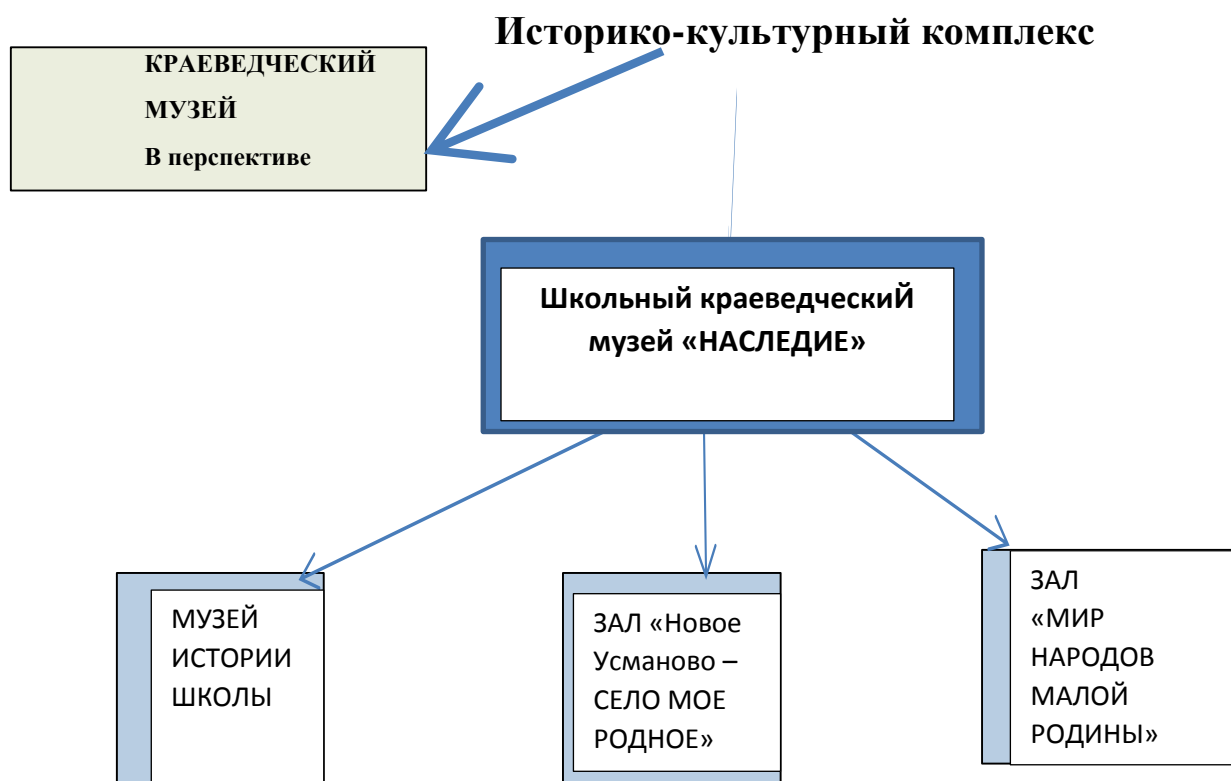 Историко-культурный комплекс
КРАЕВЕДЧЕСКИЙ
МУЗЕЙ
В перспективе
Школьный краеведческиЙ
музей «НАСЛЕДИЕ»
МУЗЕЙ
ИСТОРИИ
ШКОЛЫ
ЗАЛ «Новое
Усманово –
СЕЛО МОЕ
РОДНОЕ»
ЗАЛ
«МИР
НАРОДОВ
МАЛОЙ
РОДИНЫ»